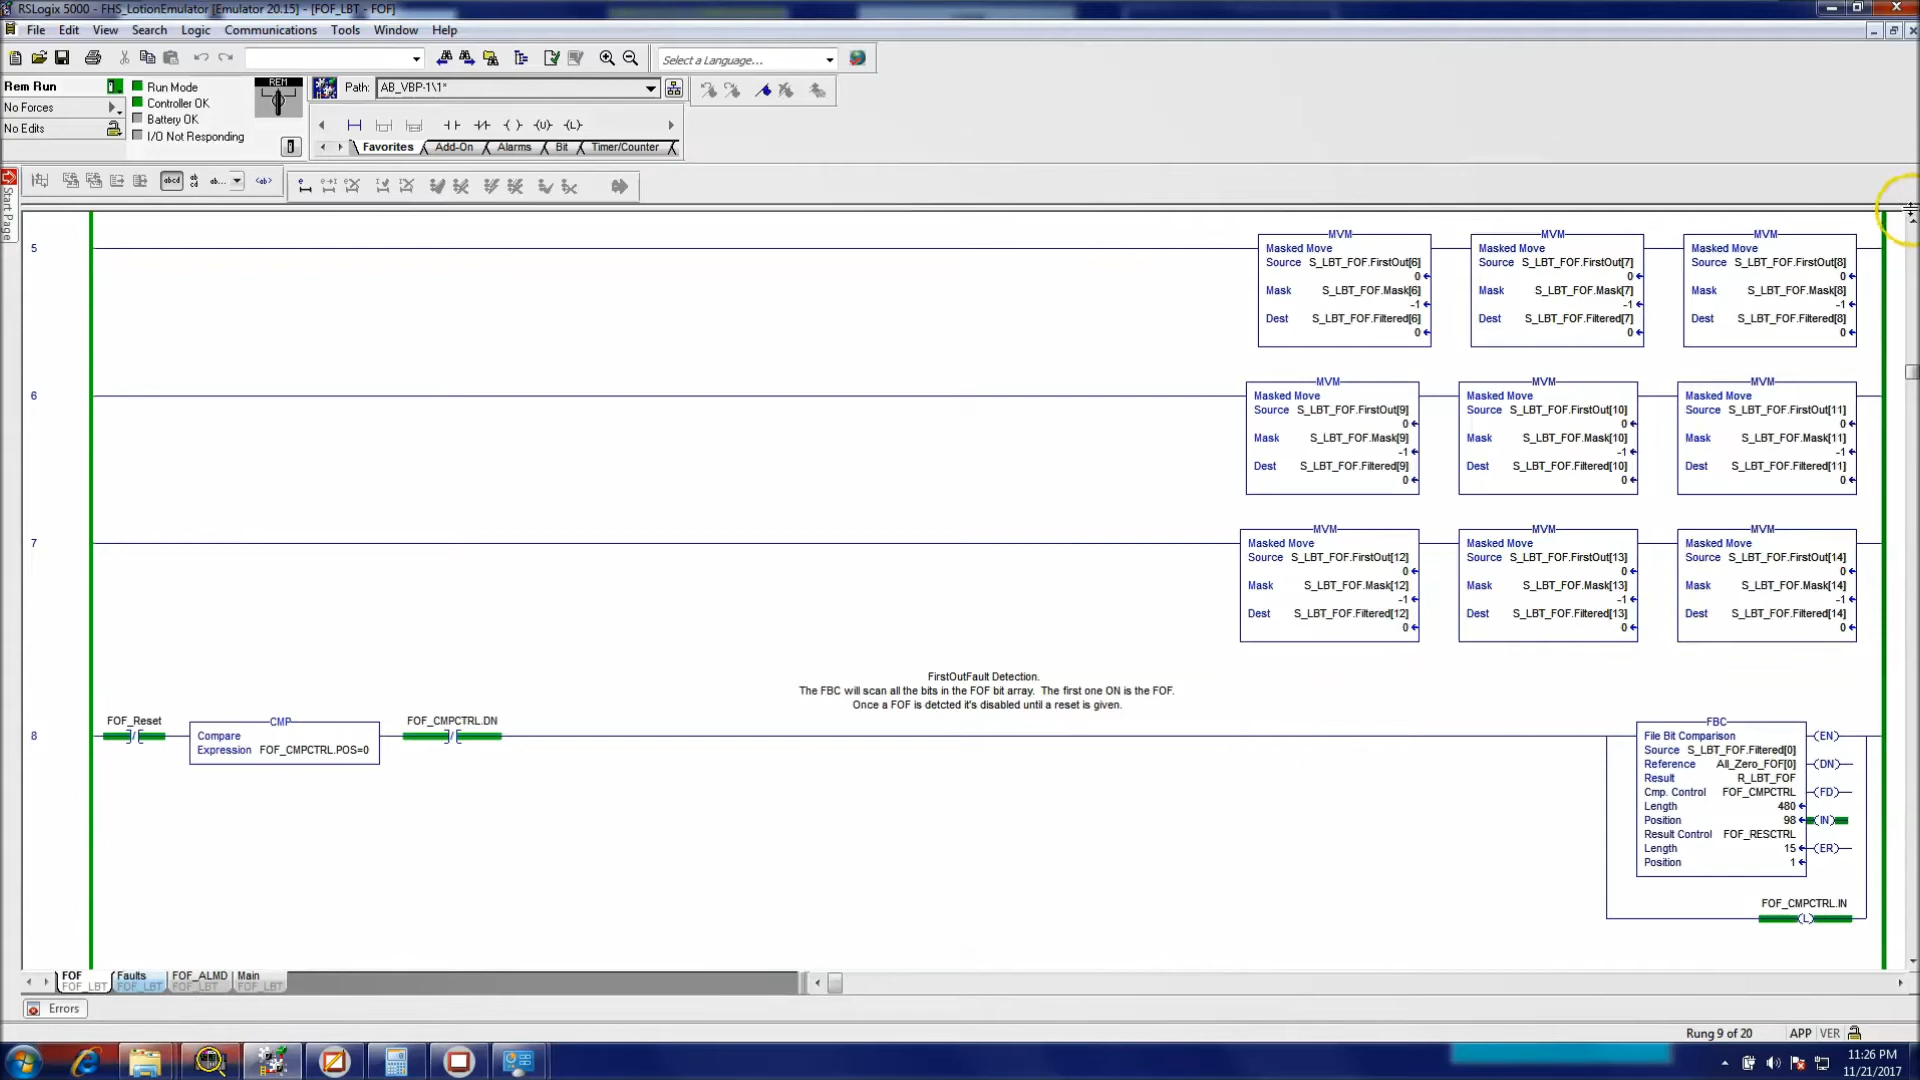 RSLogix 5000 - FHS_LotionEmulator [Emulator 20.15] - [FOF_LBT - FOF]
File Edit View Search Logic Communications Tools Window Help
Select a Language...
Rem Run
No Forces
No Edits
Run Mode
Controller OK
Battery OK
I/O Not Responding
REM
Path: AB_VBP-1\1*
Favorites Add-On Alarms Bit Timer/Counter
Start Page
5
MVM
Masked Move
Source S_LBT_FOF.FirstOut[6]
0
Mask S_LBT_FOF.Mask[6]
-1
Dest S_LBT_FOF.Filtered[6]
0
MVM
Masked Move
Source S_LBT_FOF.FirstOut[7]
0
Mask S_LBT_FOF.Mask[7]
-1
Dest S_LBT_FOF.Filtered[7]
0
MVM
Masked Move
Source S_LBT_FOF.FirstOut[8]
0
Mask S_LBT_FOF.Mask[8]
-1
Dest S_LBT_FOF.Filtered[8]
0
6
MVM
Masked Move
Source S_LBT_FOF.FirstOut[9]
0
Mask S_LBT_FOF.Mask[9]
-1
Dest S_LBT_FOF.Filtered[9]
0
MVM
Masked Move
Source S_LBT_FOF.FirstOut[10]
0
Mask S_LBT_FOF.Mask[10]
-1
Dest S_LBT_FOF.Filtered[10]
0
MVM
Masked Move
Source S_LBT_FOF.FirstOut[11]
0
Mask S_LBT_FOF.Mask[11]
-1
Dest S_LBT_FOF.Filtered[11]
0
7
MVM
Masked Move
Source S_LBT_FOF.FirstOut[12]
0
Mask S_LBT_FOF.Mask[12]
-1
Dest S_LBT_FOF.Filtered[12]
0
MVM
Masked Move
Source S_LBT_FOF.FirstOut[13]
0
Mask S_LBT_FOF.Mask[13]
-1
Dest S_LBT_FOF.Filtered[13]
0
MVM
Masked Move
Source S_LBT_FOF.FirstOut[14]
0
Mask S_LBT_FOF.Mask[14]
-1
Dest S_LBT_FOF.Filtered[14]
0
FirstOutFault Detection.
The FBC will scan all the bits in the FOF bit array. The first one ON is the FOF.
Once a FOF is detcted it's disabled until a reset is given.
8
FOF_Reset
CMP
Compare
Expression FOF_CMPCTRL.POS=0
FOF_CMPCTRL.DN
FBC
File Bit Comparison (EN)
Source S_LBT_FOF.Filtered[0]
Reference All_Zero_FOF[0] (DN)
Result R_LBT_FOF
Cmp. Control FOF_CMPCTRL (FD)
Length 480
Position 98 (IN)
Result Control FOF_RESCTRL
Length 15 (ER)
Position 1
FOF_CMPCTRL.IN
(L)
FOF Faults FOF_ALMD Main
FOF_LBT FOF_LBT FOF_LBT FOF_LBT
Errors
Rung 9 of 20 APP VER
11:26 PM
11/21/2017